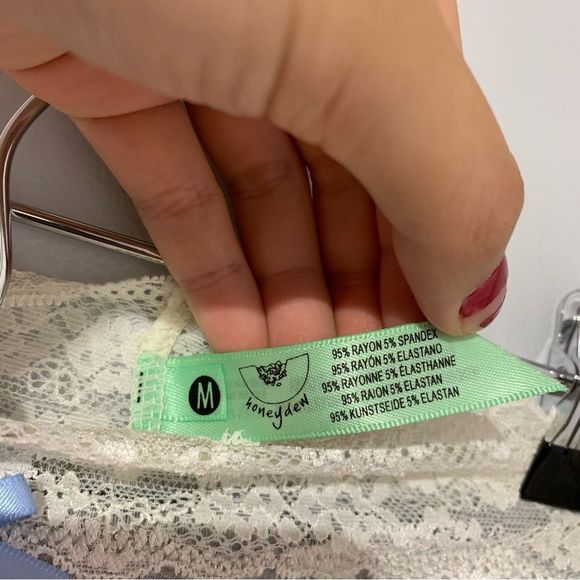 M
honeydew
95% RAYON 5% SPANDEX
95% RAYÓN 5% ELASTANO
95% RAYONNE 5% ÉLASTHANNE
95% RAION 5% ELASTAN
95% KUNSTSEIDE 5% ELASTAN